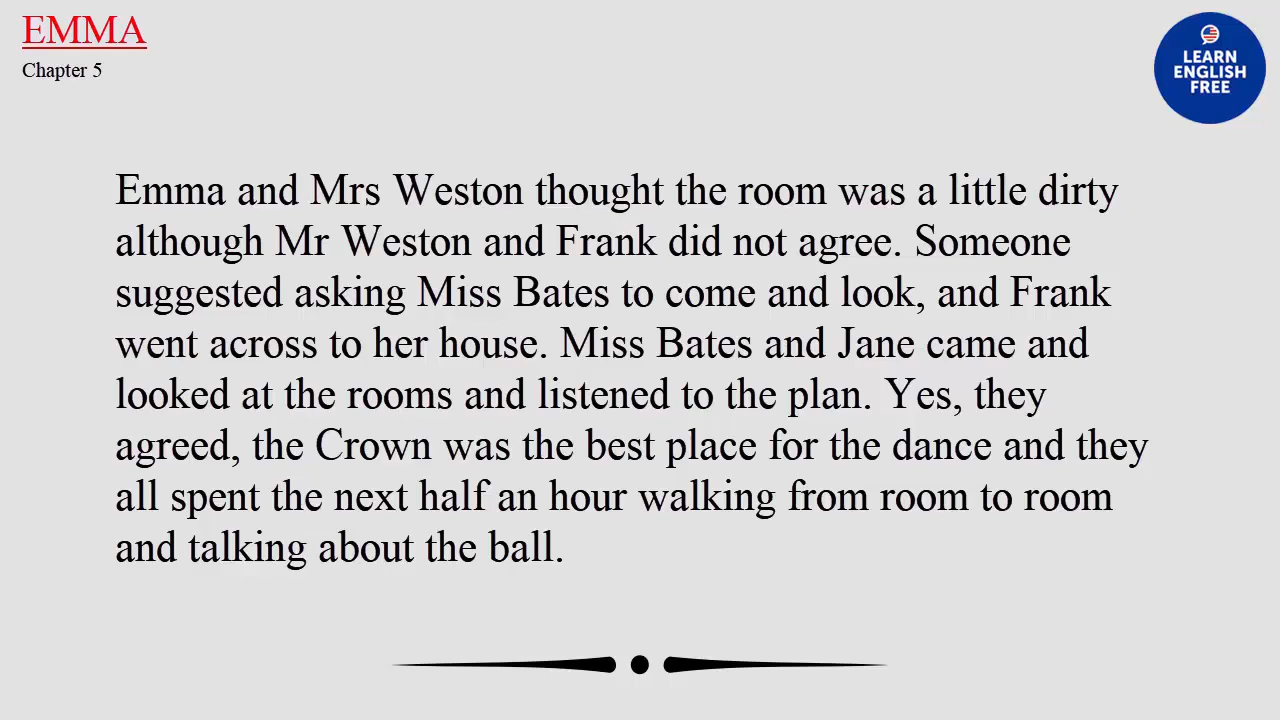 EMMA
Chapter 5
LEARN
ENGLISH
FREE
Emma and Mrs Weston thought the room was a little dirty
although Mr Weston and Frank did not agree. Someone
suggested asking Miss Bates to come and look, and Frank
went across to her house. Miss Bates and Jane came and
looked at the rooms and listened to the plan. Yes, they
agreed, the Crown was the best place for the dance and they
all spent the next half an hour walking from room to room
and talking about the ball.